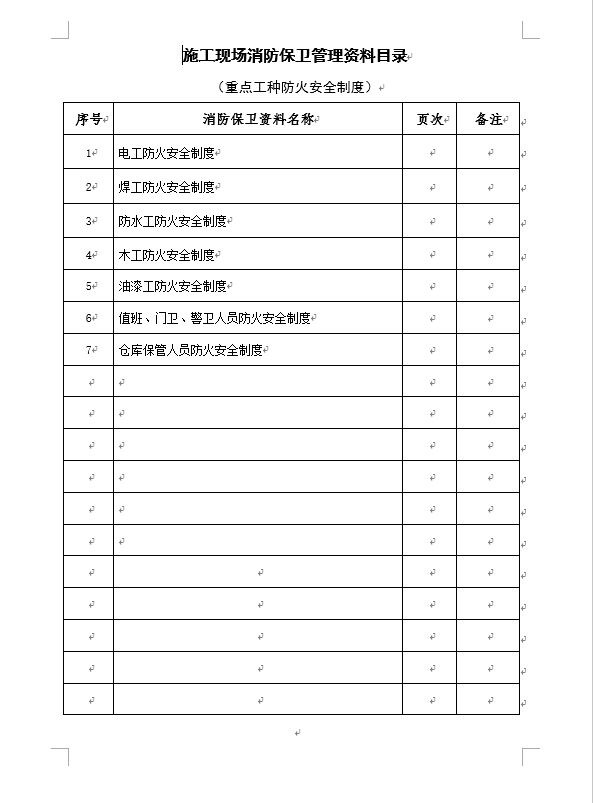 施工现场消防保卫管理资料目录
（重点工种防火安全制度）
序号 消防保卫资料名称 页次 备注
1 电工防火安全制度
2 焊工防火安全制度
3 防水工防火安全制度
4 木工防火安全制度
5 油漆工防火安全制度
6 值班、门卫、警卫人员防火安全制度
7 仓库保管人员防火安全制度